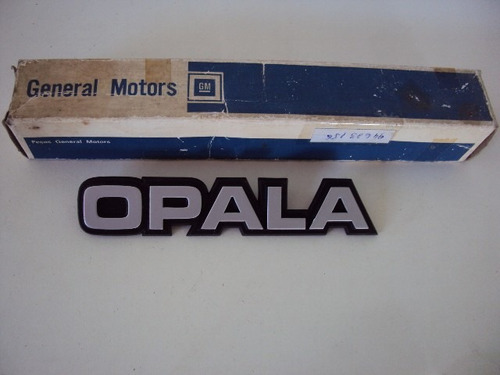 General Motors
GM
Peças General Motors
OPALA